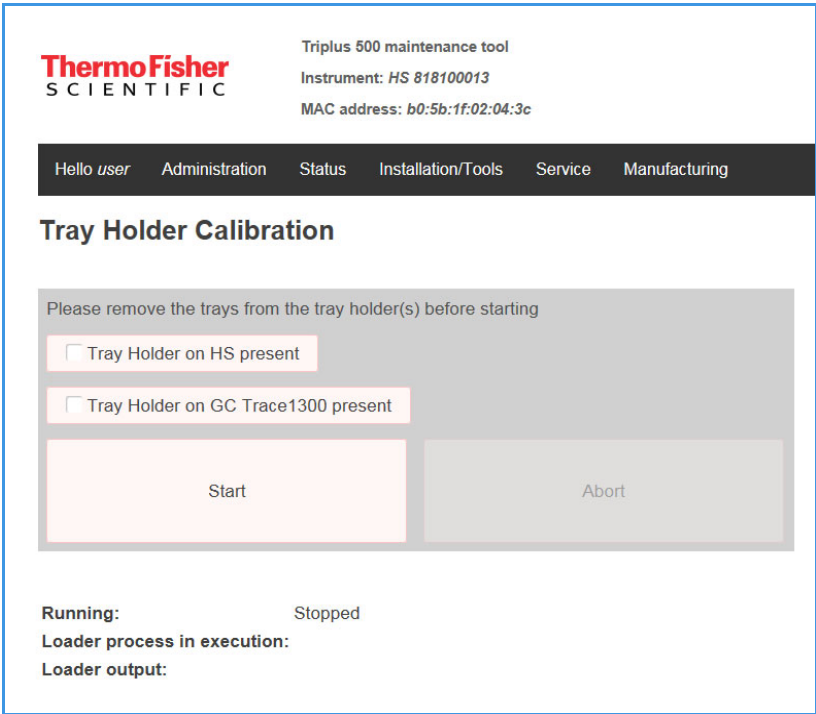 ThermoFisher
SCIENTIFIC
Triplus 500 maintenance tool
Instrument: HS 818100013
MAC address: b0:5b:1f:02:04:3c
Hello user Administration Status Installation/Tools Service Manufacturing
Tray Holder Calibration
Please remove the trays from the tray holder(s) before starting
Tray Holder on HS present
Tray Holder on GC Trace1300 present
Start Abort
Running: Stopped
Loader process in execution:
Loader output: